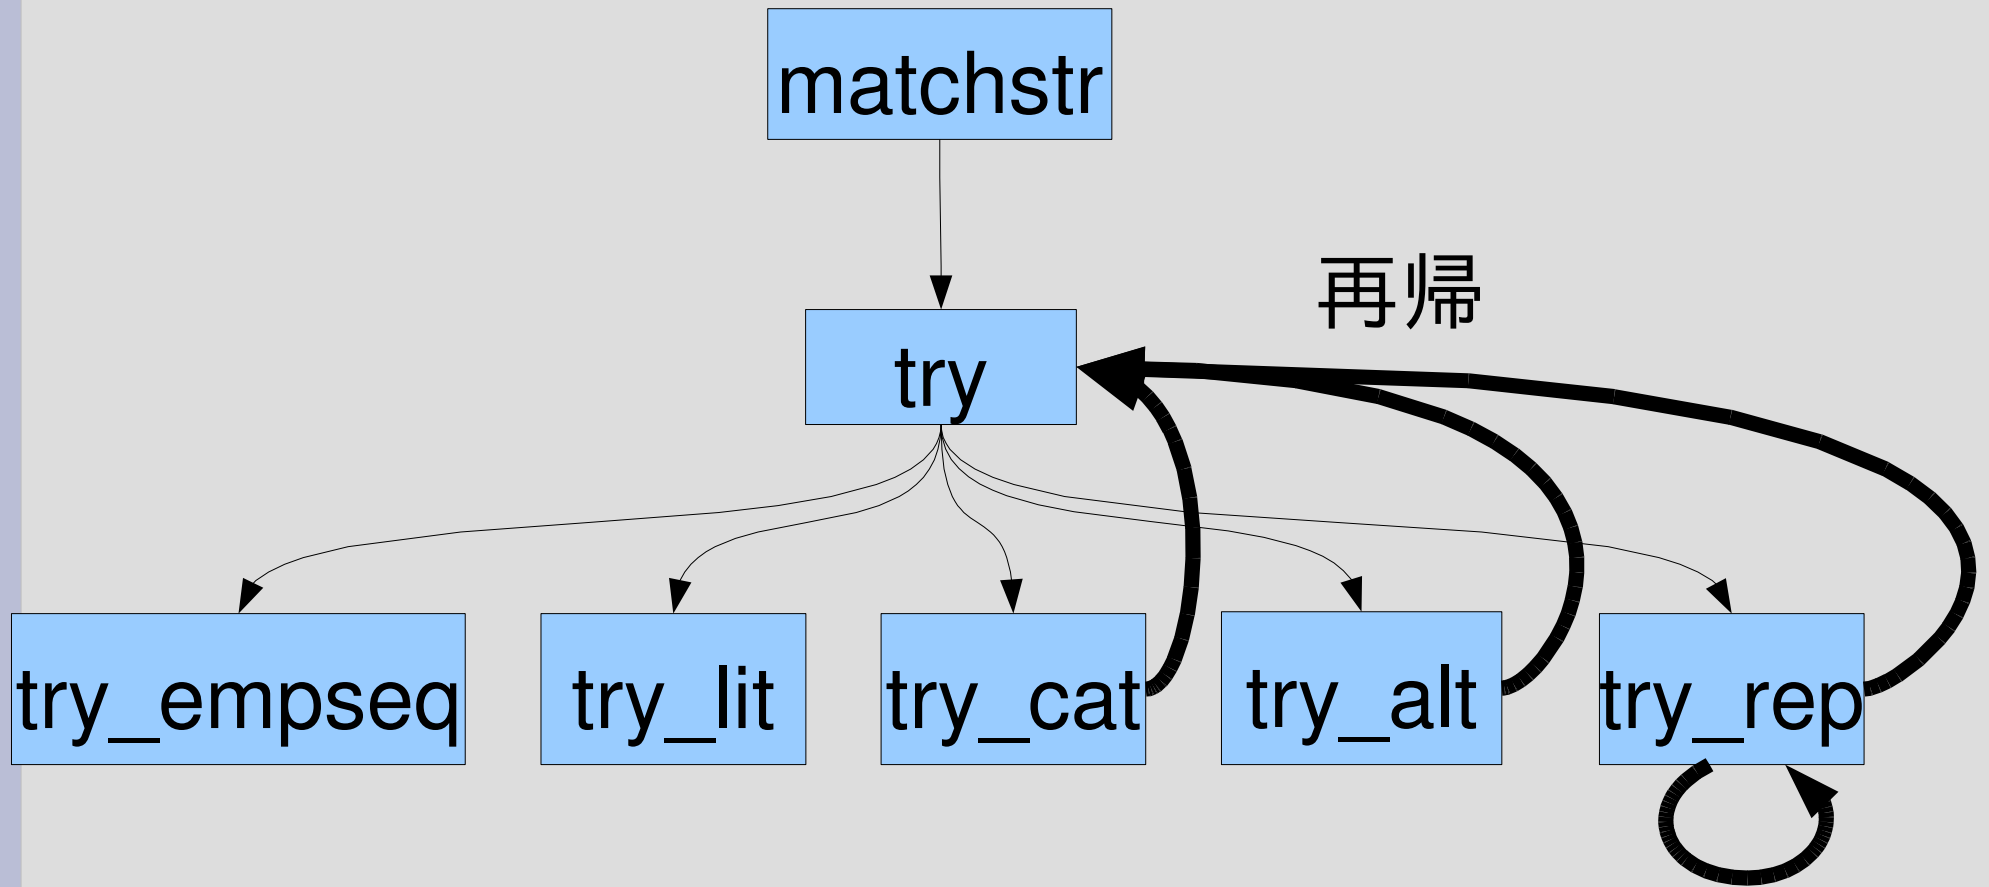 matchstr
再帰
try
try_empseq
try_lit
try_cat
try_alt
try_rep